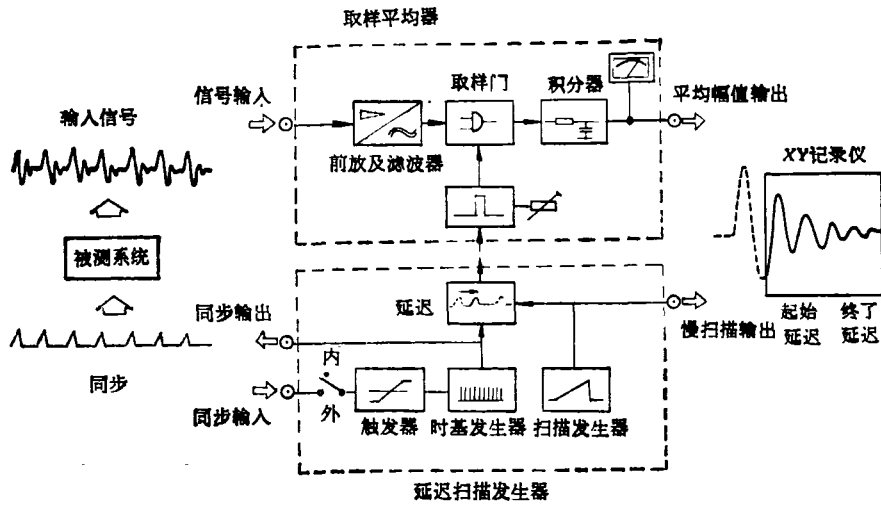 取样平均器
信号输入
取样门
积分器
平均幅值输出
输入信号
前放及滤波器
XY记录仪
被测系统
同步输出
延迟
慢扫描输出
起始
延迟
终了
延迟
同步
内
外
同步输入
触发器
时基发生器
扫描发生器
延迟扫描发生器